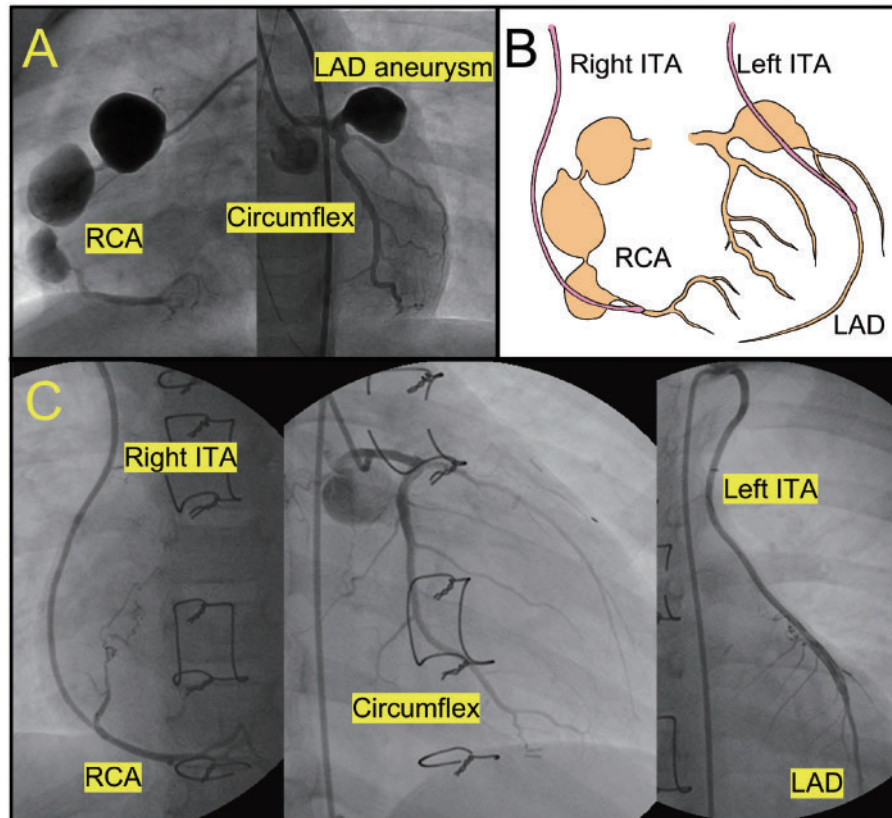 A
LAD aneurysm
RCA
Circumflex
B
Right ITA
Left ITA
RCA
LAD
C
Right ITA
RCA
Circumflex
Left ITA
LAD